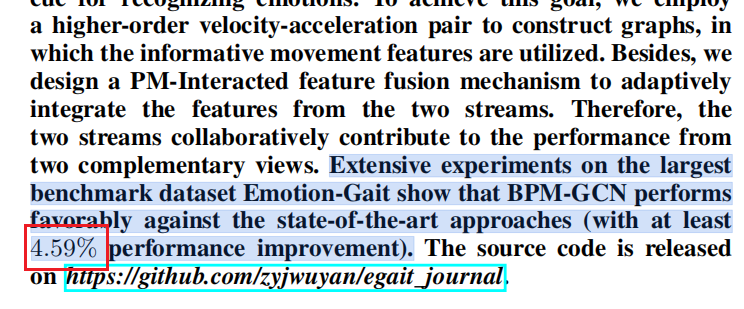 cue for recognizing emotions. To achieve this goal, we employ
a higher-order velocity-acceleration pair to construct graphs, in
which the informative movement features are utilized. Besides, we
design a PM-Interacted feature fusion mechanism to adaptively
integrate the features from the two streams. Therefore, the
two streams collaboratively contribute to the performance from
two complementary views. Extensive experiments on the largest
benchmark dataset Emotion-Gait show that BPM-GCN performs
favorably against the state-of-the-art approaches (with at least
4.59% performance improvement). The source code is released
on https://github.com/zyjwuyan/egait_journal.